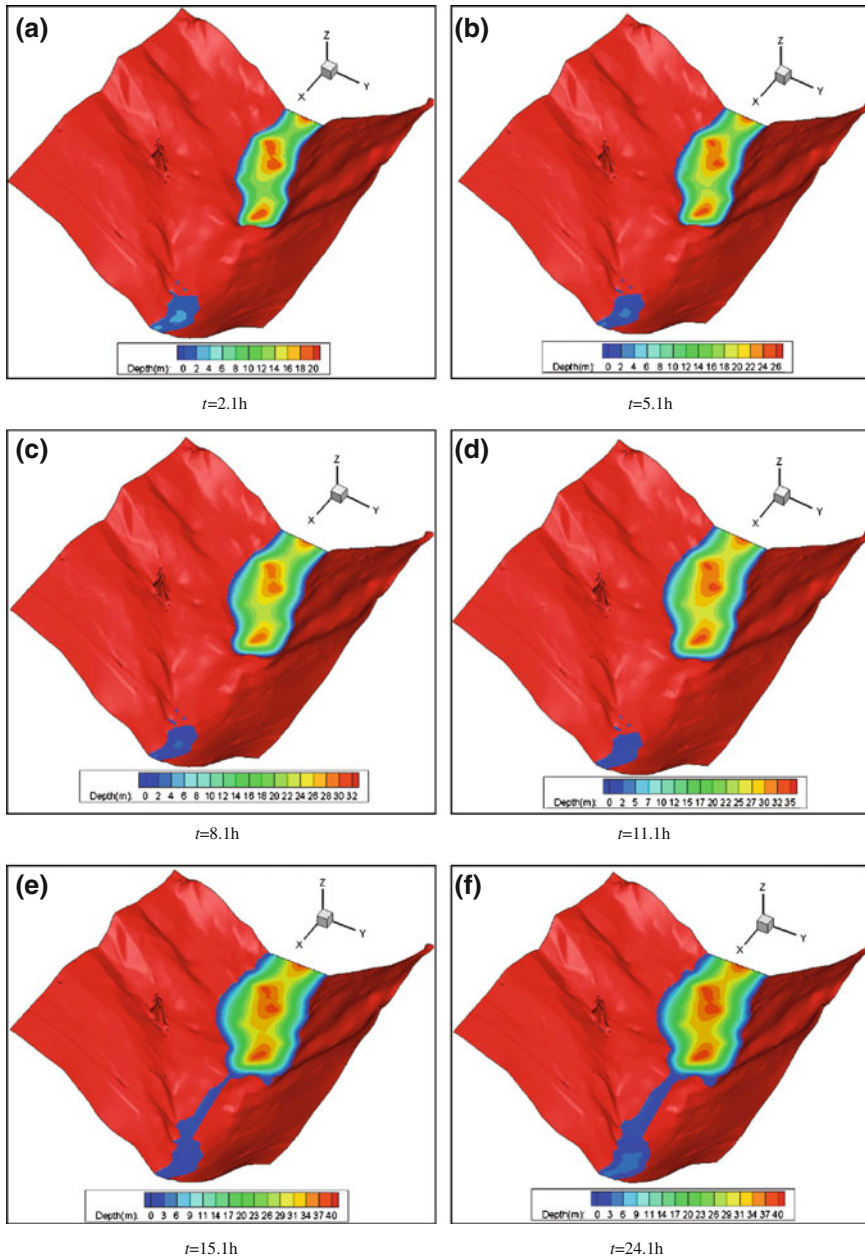 (a)
Z
X
Y
Depth(m): 0 2 4 6 8 10 12 14 16 18 20
t=2.1h
(b)
Z
X
Y
Depth(m): 0 2 4 6 8 10 12 14 16 18 20 22 24 26
t=5.1h
(c)
Z
X
Y
Depth(m): 0 2 4 6 8 10 12 14 16 18 20 22 24 26 28 30 32
t=8.1h
(d)
Z
X
Y
Depth(m): 0 2 5 7 10 12 15 17 20 22 25 27 30 32 35
t=11.1h
(e)
Z
X
Y
Depth(m): 0 3 6 9 11 14 17 20 23 26 29 31 34 37 40
t=15.1h
(f)
Z
X
Y
Depth(m): 0 3 6 9 11 14 17 20 23 26 29 31 34 37 40
t=24.1h